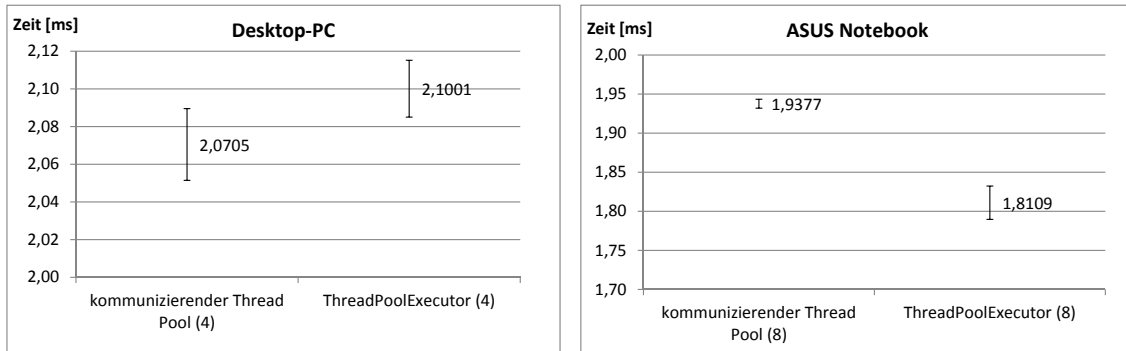 Zeit [ms]
Desktop-PC
2,12
2,10
2,08
2,06
2,04
2,02
2,00
2,0705
2,1001
kommunizierender Thread
Pool (4)
ThreadPoolExecutor (4)
Zeit [ms]
ASUS Notebook
2,00
1,95
1,90
1,85
1,80
1,75
1,70
1,9377
1,8109
kommunizierender Thread
Pool (8)
ThreadPoolExecutor (8)